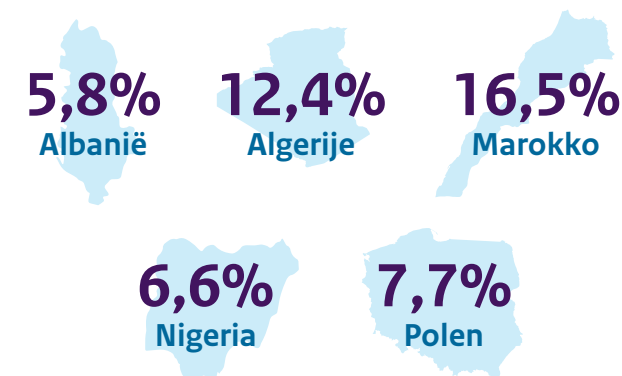 5,8%
Albanië
12,4%
Algerije
16,5%
Marokko
6,6%
Nigeria
7,7%
Polen